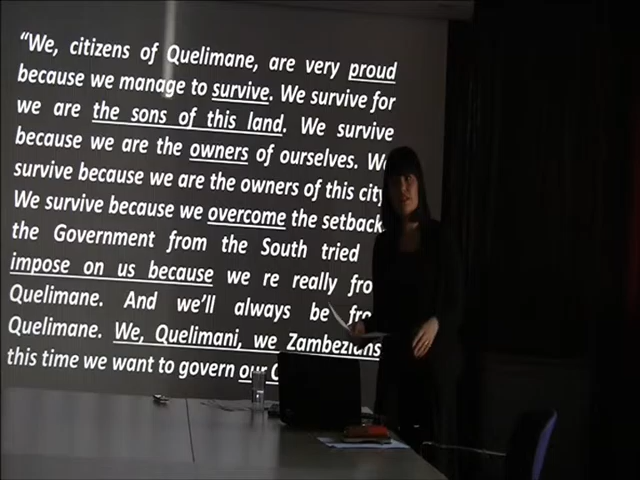 “We, citizens of Quelimane, are very proud
because we manage to survive. We survive for
we are the sons of this land. We survive
because we are the owners of ourselves. We
survive because we are the owners of this city
We survive because we overcome the setback
the Government from the South tried
impose on us because we re really fro
Quelimane. And we’ll always be fro
Quelimane. We, Quelimani, we Zambezians
this time we want to govern our